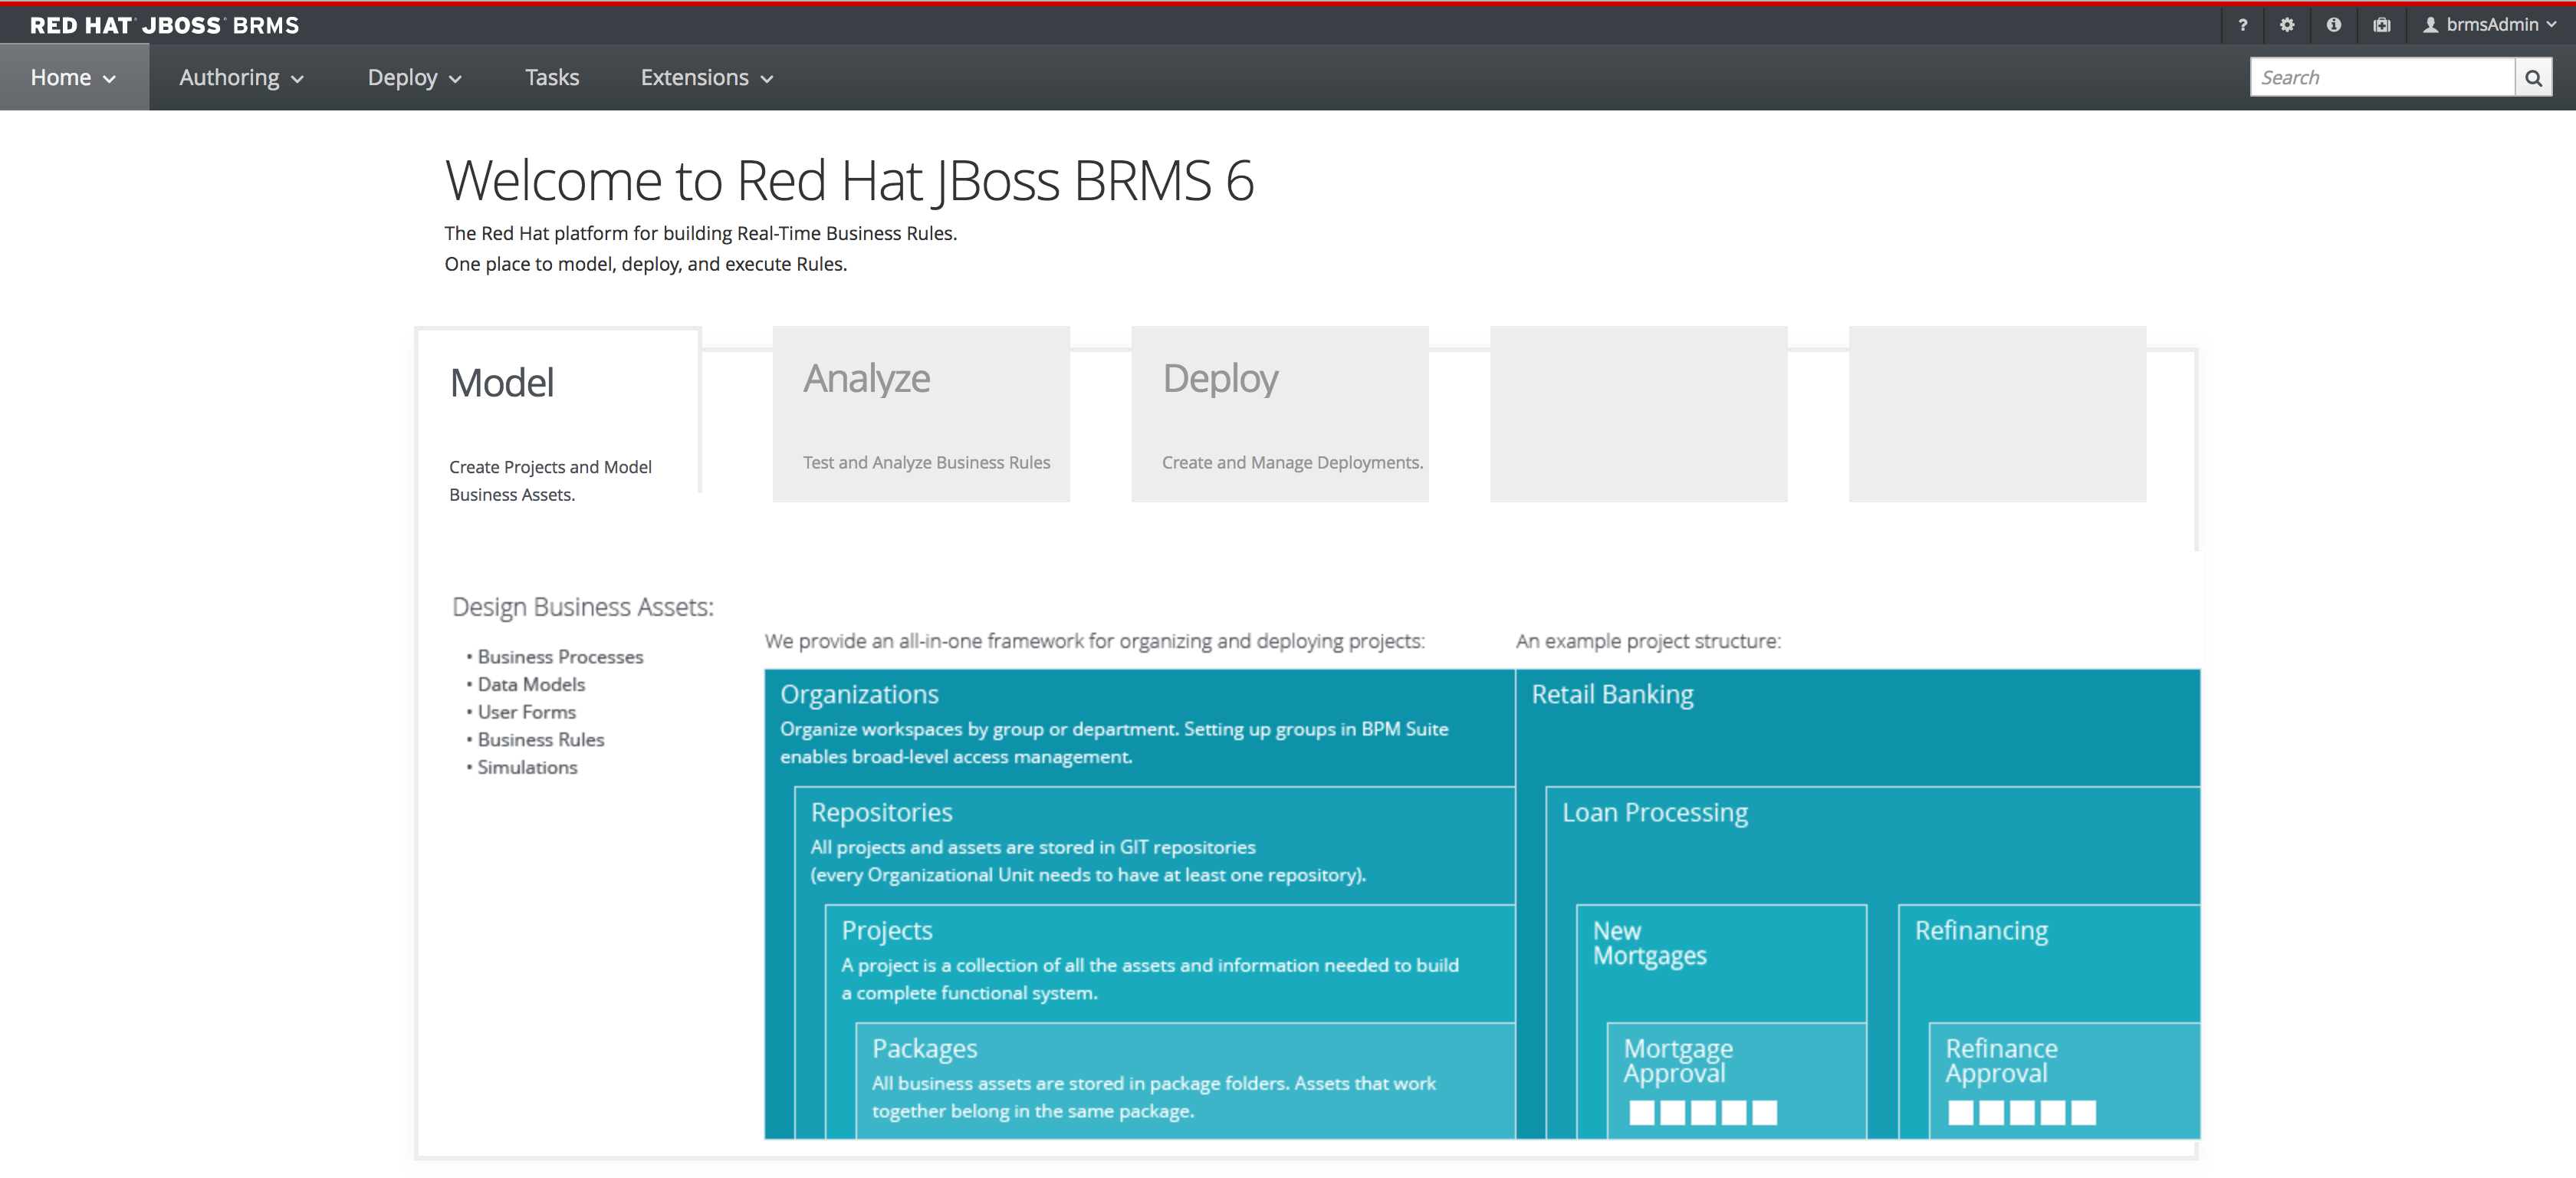 RED HAT JBOSS BRMS
? brmsAdmin
Home Authoring Deploy Tasks Extensions Search
Welcome to Red Hat JBoss BRMS 6
The Red Hat platform for building Real-Time Business Rules.
One place to model, deploy, and execute Rules.
Model
Create Projects and Model
Business Assets.
Analyze
Test and Analyze Business Rules
Deploy
Create and Manage Deployments.
Design Business Assets:
• Business Processes
• Data Models
• User Forms
• Business Rules
• Simulations
We provide an all-in-one framework for organizing and deploying projects:
Organizations
Organize workspaces by group or department. Setting up groups in BPM Suite
enables broad-level access management.
Repositories
All projects and assets are stored in GIT repositories
(every Organizational Unit needs to have at least one repository).
Projects
A project is a collection of all the assets and information needed to build
a complete functional system.
Packages
All business assets are stored in package folders. Assets that work
together belong in the same package.
An example project structure:
Retail Banking
Loan Processing
New
Mortgages
Mortgage
Approval
Refinancing
Refinance
Approval